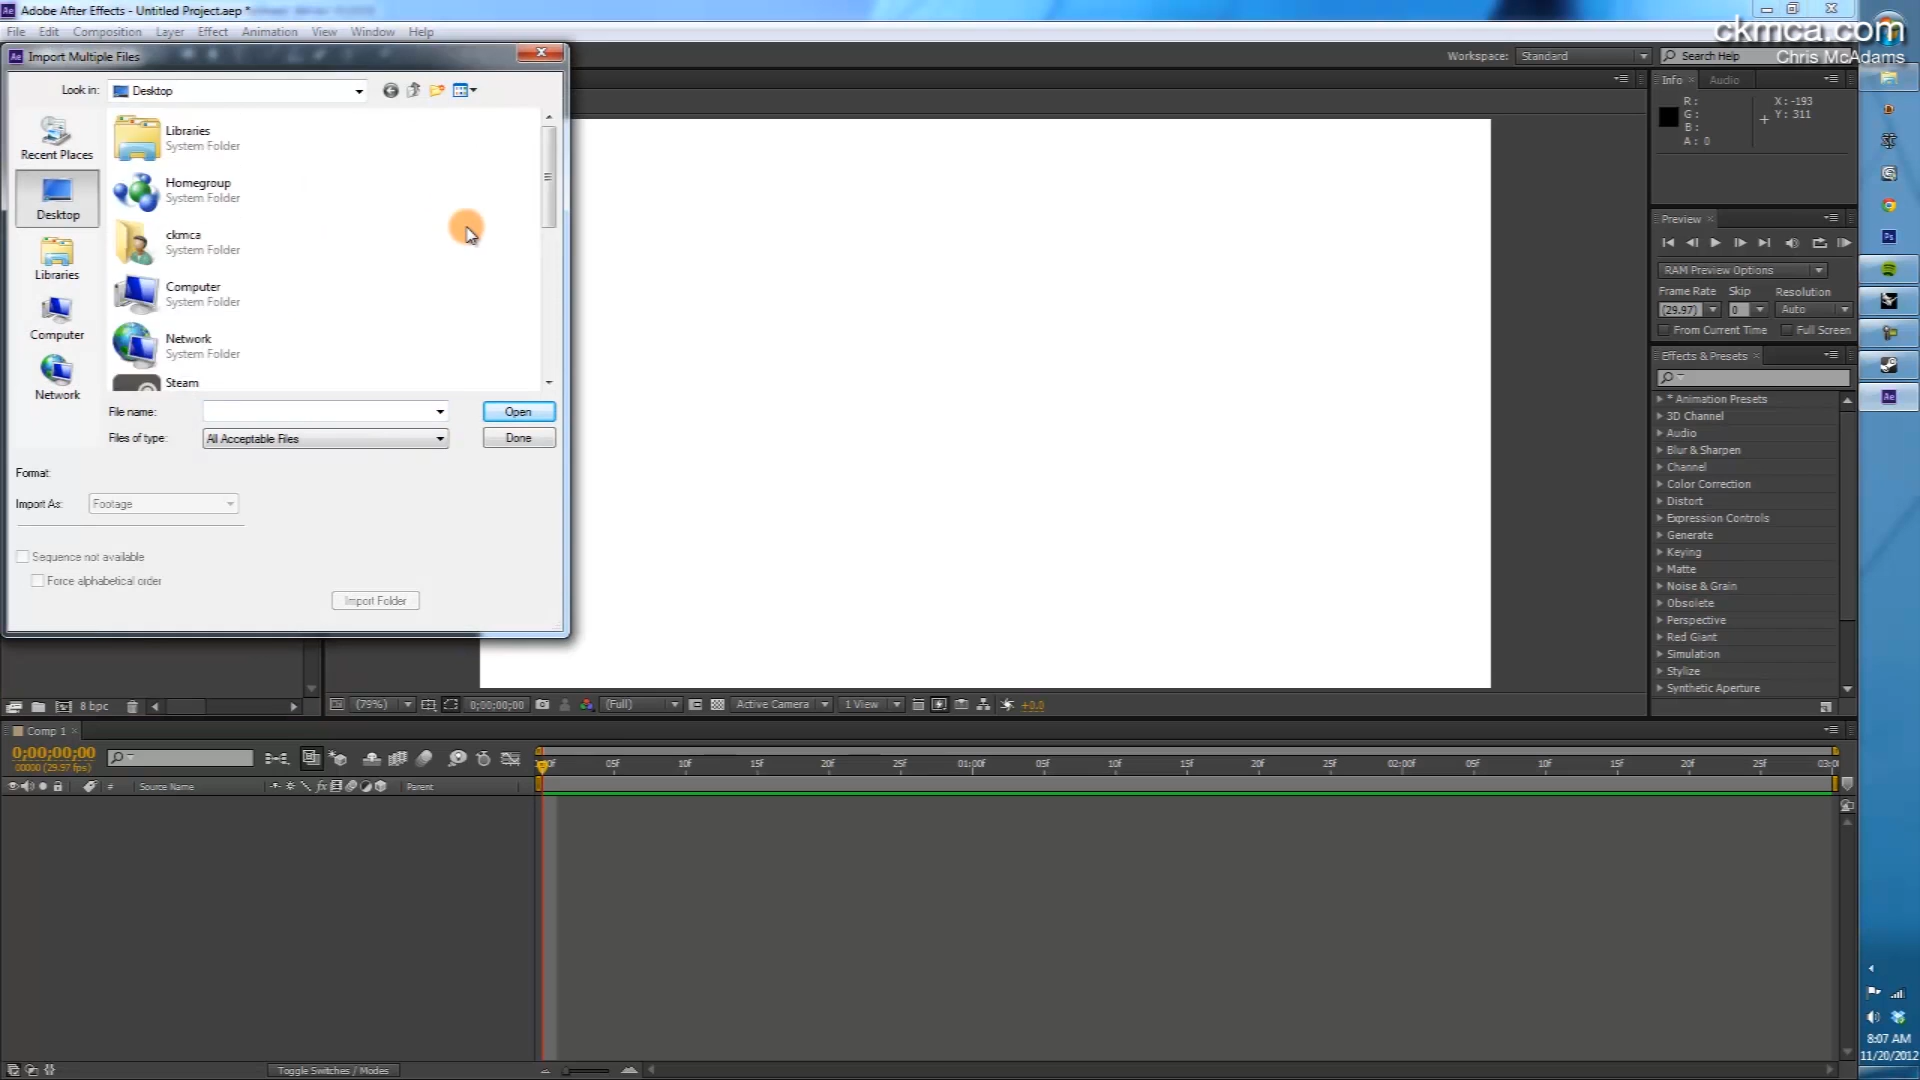 Adobe After Effects - Untitled Project.aep *
File Edit Composition Layer Effect Animation View Window Help
ckmca.com
Chris McAdams
Workspace: Standard
Search Help
Import Multiple Files
Look in: Desktop
Recent Places
Desktop
Libraries
Computer
Network
Libraries
System Folder
Homegroup
System Folder
ckmca
System Folder
Computer
System Folder
Network
System Folder
Steam
File name:
Open
Files of type: All Acceptable Files
Done
Format:
Import As: Footage
Sequence not available
Force alphabetical order
Import Folder
Info Audio
R:
G:
B:
A: 0
X: -193
Y: 311
Preview
RAM Preview Options
Frame Rate Skip Resolution
(29.97) 0 Auto
From Current Time Full Screen
Effects & Presets
* Animation Presets
3D Channel
Audio
Blur & Sharpen
Channel
Color Correction
Distort
Expression Controls
Generate
Keying
Matte
Noise & Grain
Obsolete
Perspective
Red Giant
Simulation
Stylize
Synthetic Aperture
8 bpc
(79%) 0;00;00;00 (Full) Active Camera 1 View +0.0
Comp 1
0;00;00;00
00000 (29.97 fps)
05f 10f 15f 20f 25f 01:00f 05f 10f 15f 20f 25f 02:00f 05f 10f 15f 20f 25f
# Source Name fx Parent
Toggle Switches / Modes
Ps
Ae
8:07 AM
11/20/2012